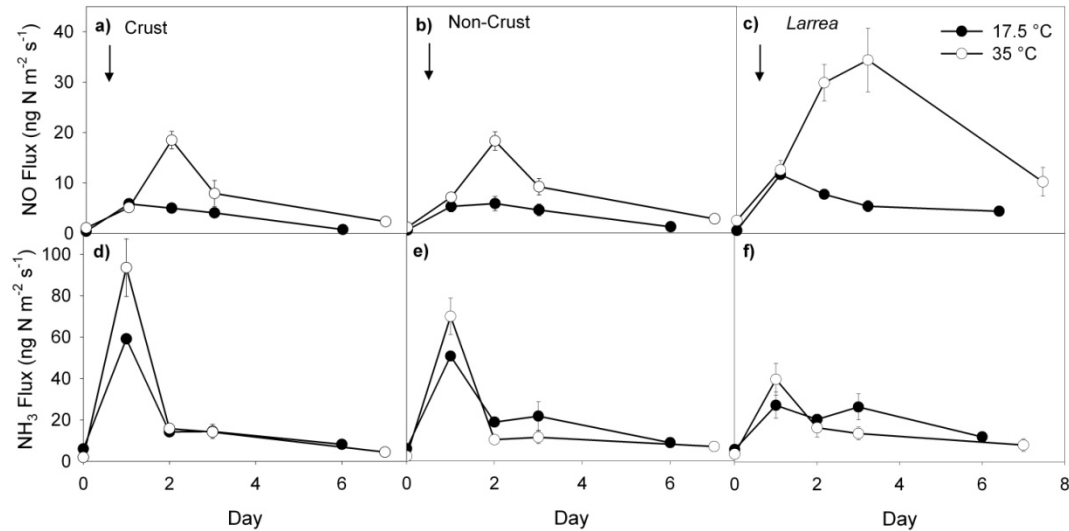 a) Crust
b) Non-Crust
c) Larrea
17.5 °C
35 °C
NO Flux (ng N m⁻² s⁻¹)
40
30
20
10
0
d)
e)
f)
NH₃ Flux (ng N m⁻² s⁻¹)
100
80
60
40
20
0
0 2 4 6 0 2 4 6 0 2 4 6 8
Day Day Day